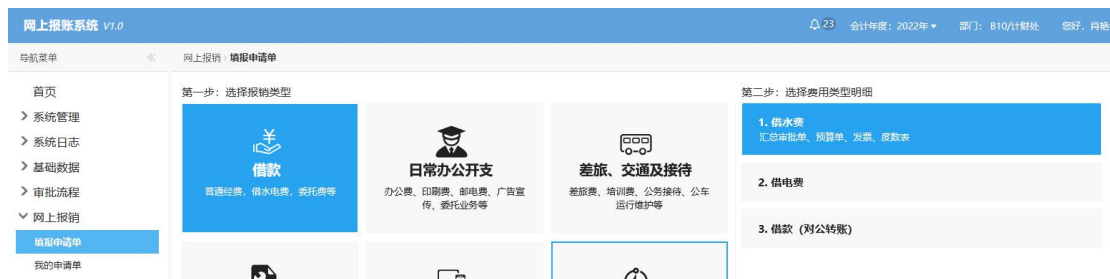 网上报账系统 V1.0
23 会计年度：2022年 部门：B10/计财处 您好，肖艳
导航菜单
网上报销 填报申请单
首页
系统管理
系统日志
基础数据
审批流程
网上报销
填报申请单
我的申请单
第一步：选择报销类型
借款
普通经费，借水电费，委托费等
日常办公开支
办公费、印刷费、邮电费、广告宣
传、委托业务等
差旅、交通及接待
差旅费、培训费、公务接待、公车
运行维护等
第二步：选择费用类型明细
1. 借水费
汇总审批单、预算单、发票、度数表
2. 借电费
3. 借款（对公转账）